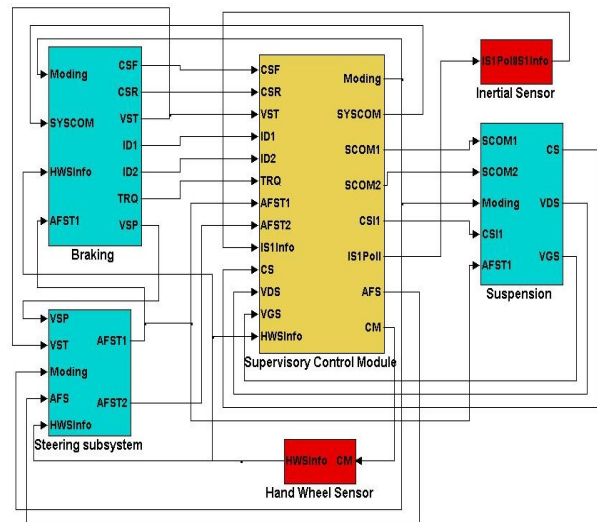 Moding
SYSCOM
HWSInfo
AFST1
CSF
CSR
VST
ID1
ID2
TRQ
VSP
Braking
CSF
CSR
VST
ID1
ID2
TRQ
AFST1
AFST2
IS1Info
CS
VDS
VGS
HWSInfo
Moding
SYSCOM
SCOM1
SCOM2
CSI1
IS1Poll
AFS
CM
Supervisory Control Module
IS1PollIS1Info
Inertial Sensor
SCOM1
SCOM2
Moding
CSI1
AFST1
CS
VDS
VGS
Suspension
VSP
VST
Moding
AFS
HWSInfo
AFST1
AFST2
Steering subsystem
HWSInfo CM
Hand Wheel Sensor